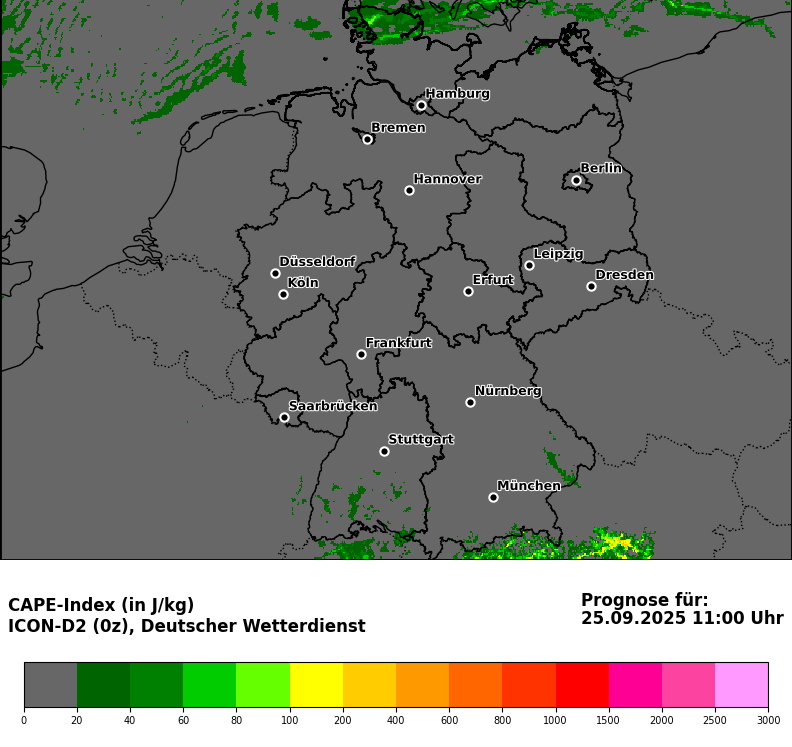 Hamburg
Bremen
Berlin
Hannover
Leipzig
Düsseldorf
Dresden
Köln
Erfurt
Frankfurt
Nürnberg
Saarbrücken
Stuttgart
München
CAPE-Index (in J/kg)
ICON-D2 (0z), Deutscher Wetterdienst
Prognose für:
25.09.2025 11:00 Uhr
0 20 40 60 80 100 200 400 600 800 1000 1500 2000 2500 3000